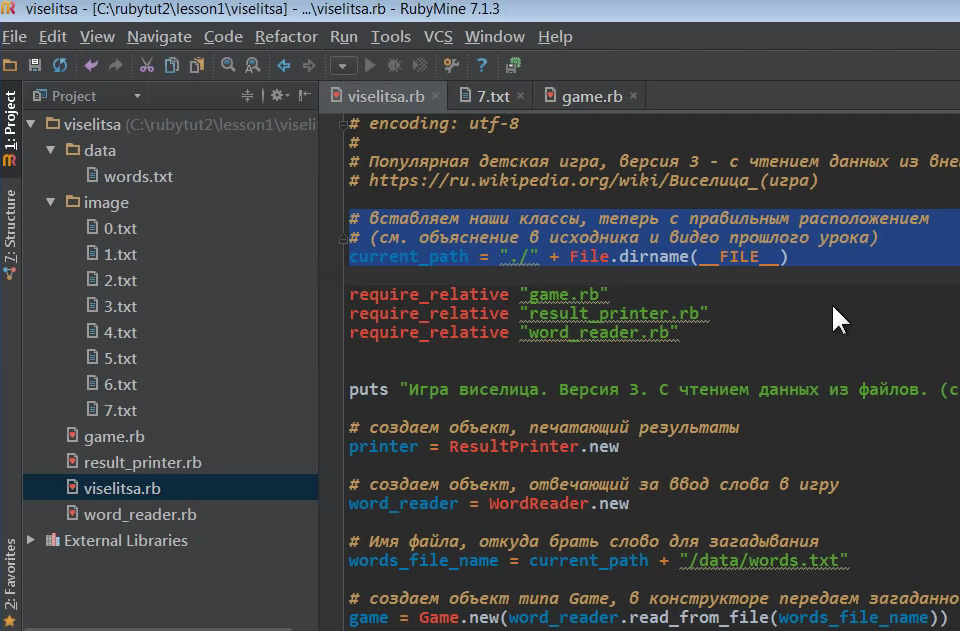 viselitsa - [C:\rubytut2\lesson1\viselitsa] - ...\viselitsa.rb - RubyMine 7.1.3
File Edit View Navigate Code Refactor Run Tools VCS Window Help
Project
viselitsa.rb
7.txt
game.rb
1: Project
7: Structure
2: Favorites
viselitsa (C:\rubytut2\lesson1\viseli
data
words.txt
image
0.txt
1.txt
2.txt
3.txt
4.txt
5.txt
6.txt
7.txt
game.rb
result_printer.rb
viselitsa.rb
word_reader.rb
External Libraries
# encoding: utf-8
#
# Популярная детская игра, версия 3 - с чтением данных из вне
# https://ru.wikipedia.org/wiki/Виселица_(игра)
# вставляем наши классы, теперь с правильным расположением
# (см. объяснение в исходника и видео прошлого урока)
current_path = "./" + File.dirname(__FILE__)
require_relative "game.rb"
require_relative "result_printer.rb"
require_relative "word_reader.rb"
puts "Игра виселица. Версия 3. С чтением данных из файлов. (c
# создаем объект, печатающий результаты
printer = ResultPrinter.new
# создаем объект, отвечающий за ввод слова в игру
word_reader = WordReader.new
# Имя файла, откуда брать слово для загадывания
words_file_name = current_path + "/data/words.txt"
# создаем объект типа Game, в конструкторе передаем загаданно
game = Game.new(word_reader.read_from_file(words_file_name))